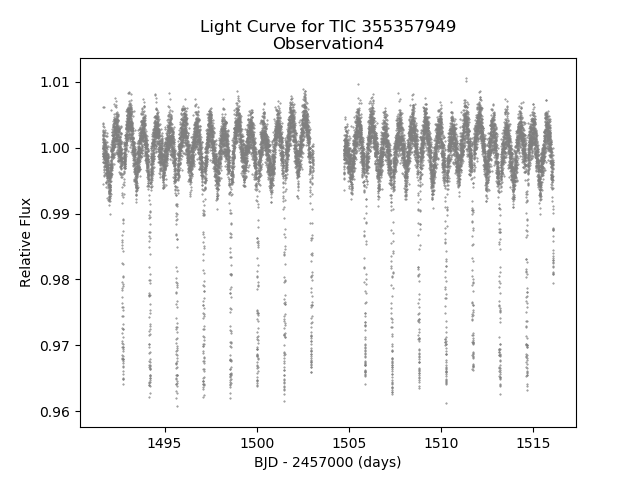 Light Curve for TIC 355357949
Observation4
1.01
1.00
0.99
0.98
0.97
0.96
Relative Flux
1495
1500
1505
1510
1515
BJD - 2457000 (days)